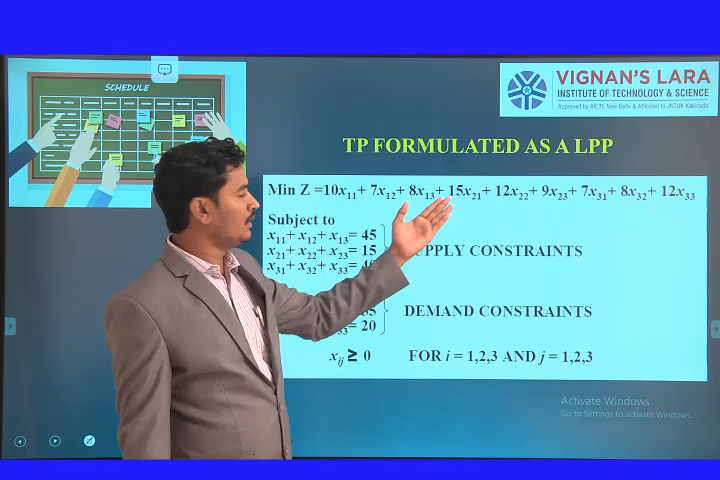 SCHEDULE
VIGNAN'S LARA
INSTITUTE OF TECHNOLOGY & SCIENCE
Approved by AICTE New Delhi & Affiliated to JNTUK Kakinada
TP FORMULATED AS A LPP
Min Z =10x₁₁+ 7x₁₂+ 8x₁₃+ 15x₂₁+ 12x₂₂+ 9x₂₃+ 7x₃₁+ 8x₃₂+ 12x₃₃
Subject to
x₁₁+ x₁₂+ x₁₃= 45
x₂₁+ x₂₂+ x₂₃= 15
x₃₁+ x₃₂+ x₃₃=
CONSTRAINTS
DEMAND CONSTRAINTS
= 20
xᵢⱼ ≥ 0 FOR i = 1,2,3 AND j = 1,2,3
Activate Windows
Go to Settings to activate Windows.